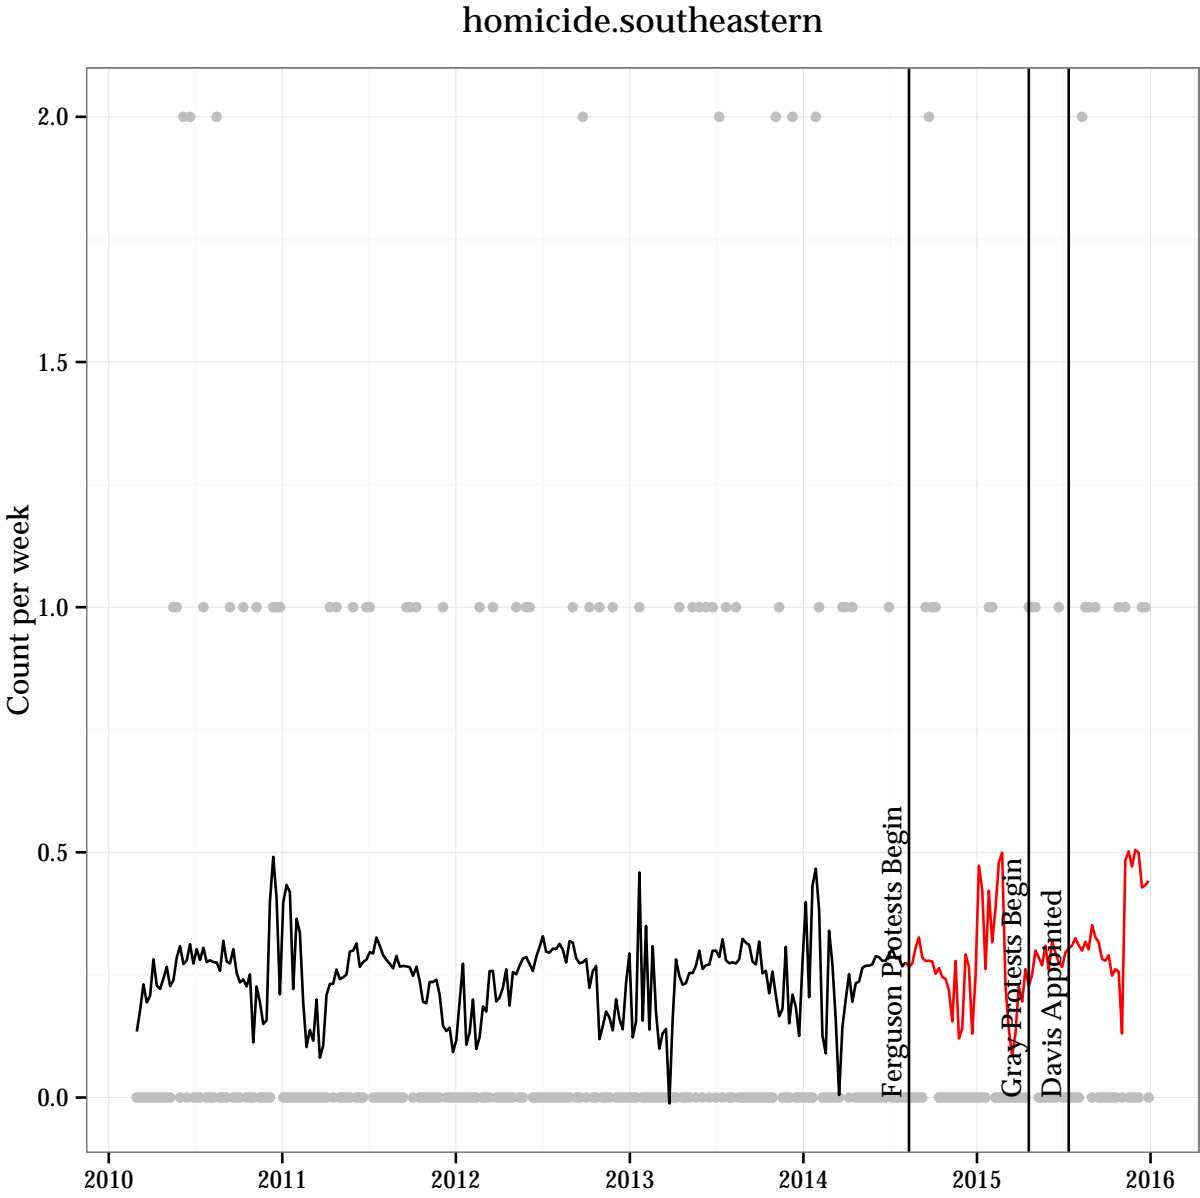 homicide.southeastern
Count per week
2.0
1.5
1.0
0.5
0.0
Ferguson Protests Begin
Gray Protests Begin
Davis Appointed
2010
2011
2012
2013
2014
2015
2016